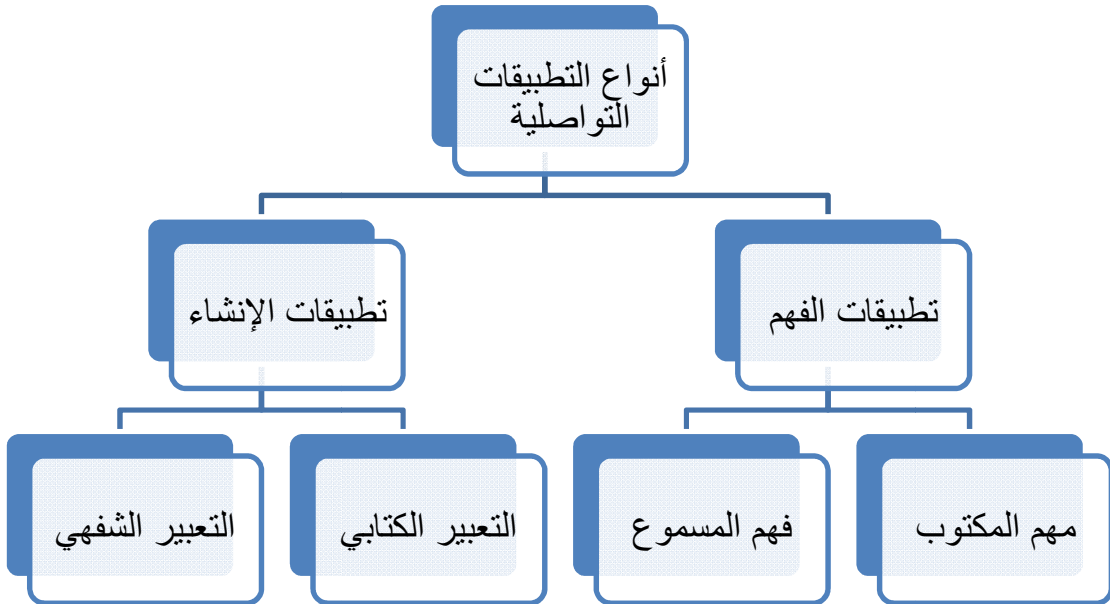 أنواع التطبيقات
التواصلية
تطبيقات الفهم
تطبيقات الإنشاء
مهم المكتوب
فهم المسموع
التعبير الكتابي
التعبير الشفهي